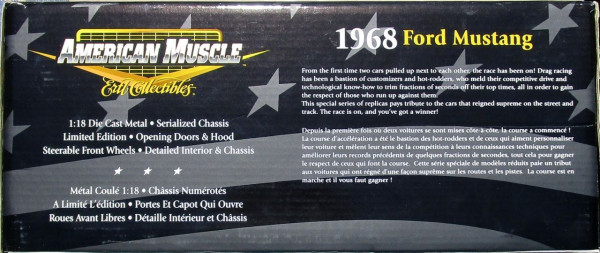 AMERICAN MUSCLE
Ertl Collectibles
1:18 Die Cast Metal • Serialized Chassis
Limited Edition • Opening Doors & Hood
Steerable Front Wheels • Detailed Interior & Chassis
Métal Coulé 1:18 • Châssis Numérotés
A Limité L'édition • Portes Et Capot Qui Ouvre
Roues Avant Libres • Détaille Intérieur et Châssis
1968 Ford Mustang
From the first time two cars pulled up next to each other, the race has been on! Drag racing
has been a bastion of customizers and hot-rodders, who meld their competitive drive and
technological know-how to trim fractions of seconds off their top times, all in order to gain
the respect of those who run up against them.
This special series of replicas pays tribute to the cars that reigned supreme on the street and
track. The race is on, and you've got a winner!
Depuis la première fois où deux voitures se sont mises côte-à-côte, la course a commencé !
La course d'accélération a été le bastion des hot-rodders et de ceux qui aiment personnaliser
leur voiture et mêlent leur sens de la compétition à leurs connaissances techniques pour
améliorer leurs records précédents de quelques fractions de secondes, tout cela pour gagner
le respect de ceux qui font la course. Cette série spéciale de modèles réduits paie un tribut
aux voitures qui ont régné d'une façon suprême sur les routes et les pistes. La course est en
marche et il vous faut gagner !